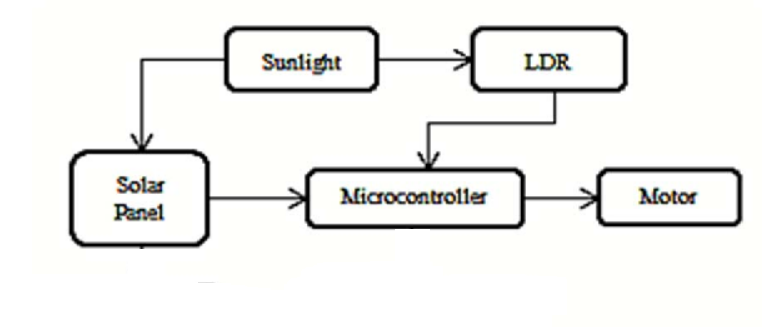 Sunlight
LDR
Solar
Panel
Microcontroller
Motor